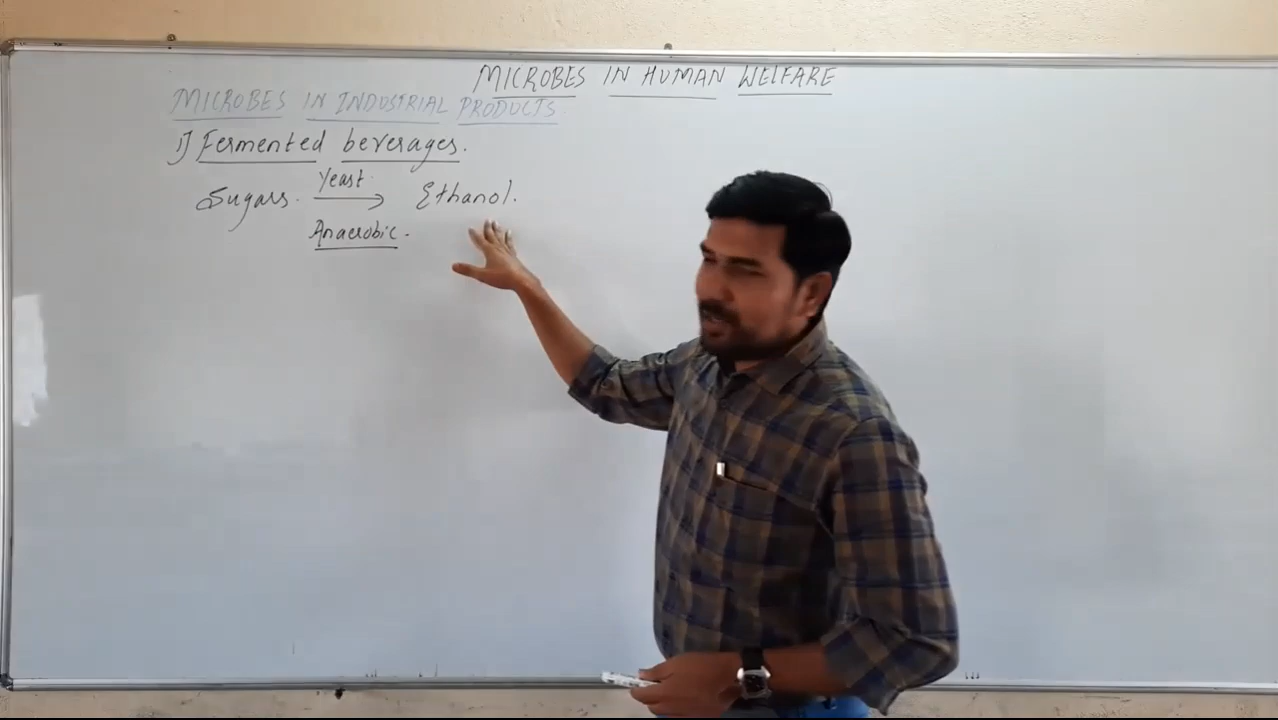 MICROBES IN HUMAN WELFARE
MICROBES IN INDUSTRIAL PRODUCTS.
1) Fermented beverages.
Sugars. Yeast. → Ethanol.
Anaerobic.